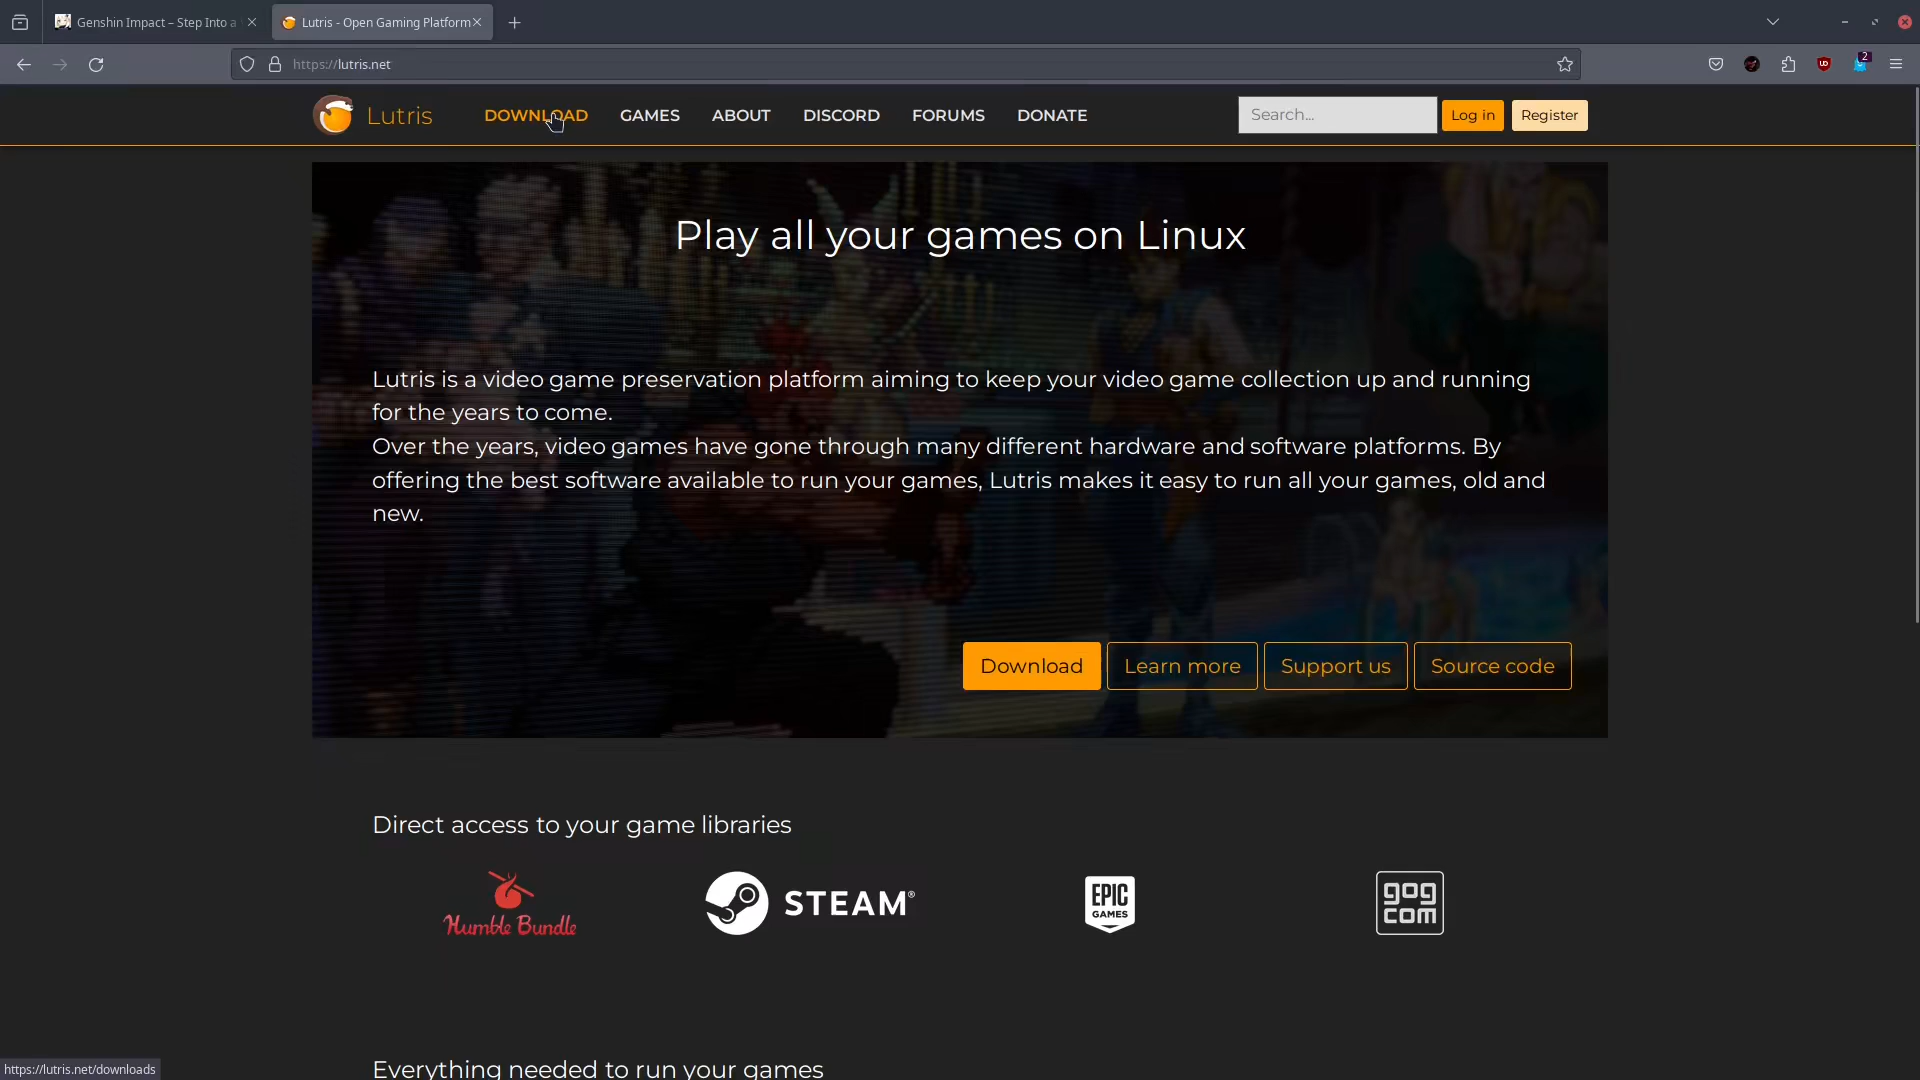 Genshin Impact – Step Into a
Lutris - Open Gaming Platform
https://lutris.net
2
Lutris
DOWNLOAD
GAMES
ABOUT
DISCORD
FORUMS
DONATE
Search...
Log in
Register
Play all your games on Linux
Lutris is a video game preservation platform aiming to keep your video game collection up and running
for the years to come.
Over the years, video games have gone through many different hardware and software platforms. By
offering the best software available to run your games, Lutris makes it easy to run all your games, old and
new.
Download
Learn more
Support us
Source code
Direct access to your game libraries
Humble Bundle
STEAM®
EPIC
GAMES
gog
com
Everything needed to run your games
https://lutris.net/downloads